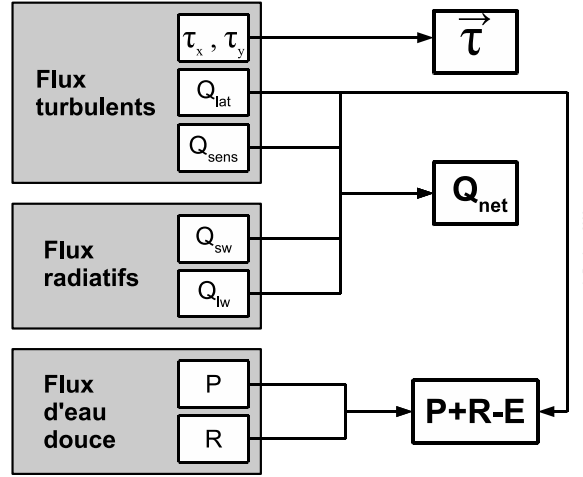 Flux
turbulents
τx , τy
Qlat
Qsens
τ⃗
Flux
radiatifs
Qsw
Qlw
Qnet
Flux
d'eau
douce
P
R
P+R-E